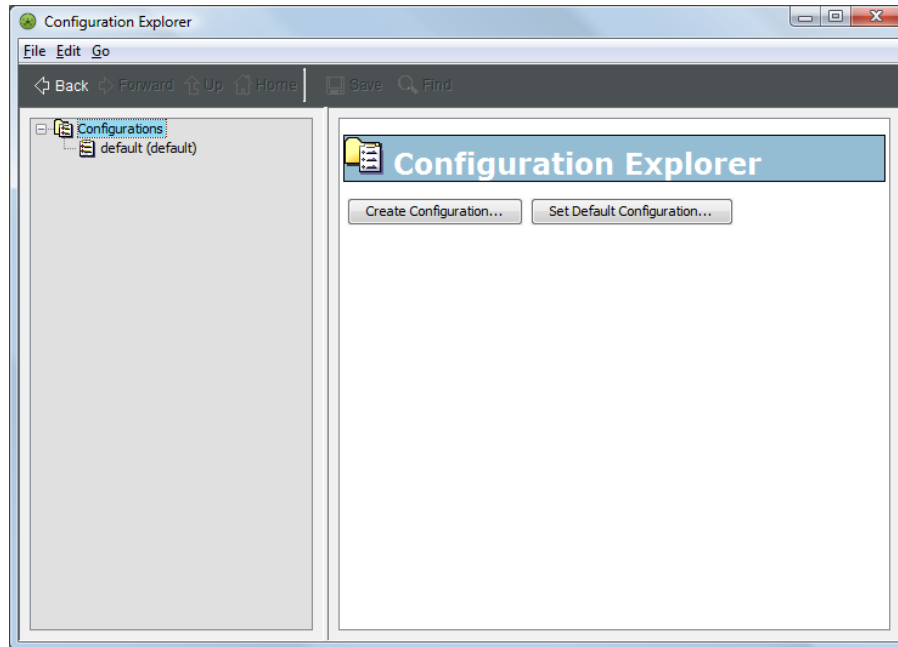 Configuration Explorer
File Edit Go
Back Forward Up Home Save Find
Configurations
default (default)
Configuration Explorer
Create Configuration... Set Default Configuration...